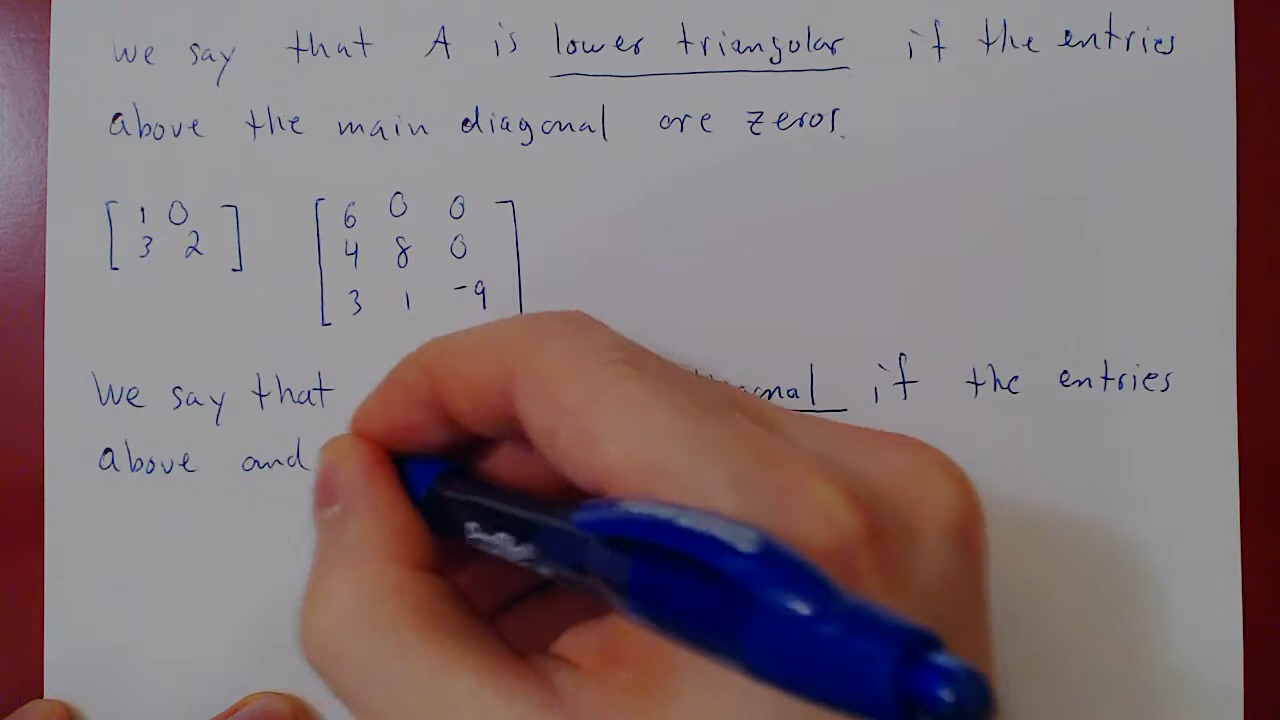 We say that A is lower triangular if the entries
above the main diagonal are zeros.
[ 1 0 ] [ 6 0 0 ]
[ 3 2 ] [ 4 8 0 ]
[ 3 1 -9 ]
We say that if the entries
above and